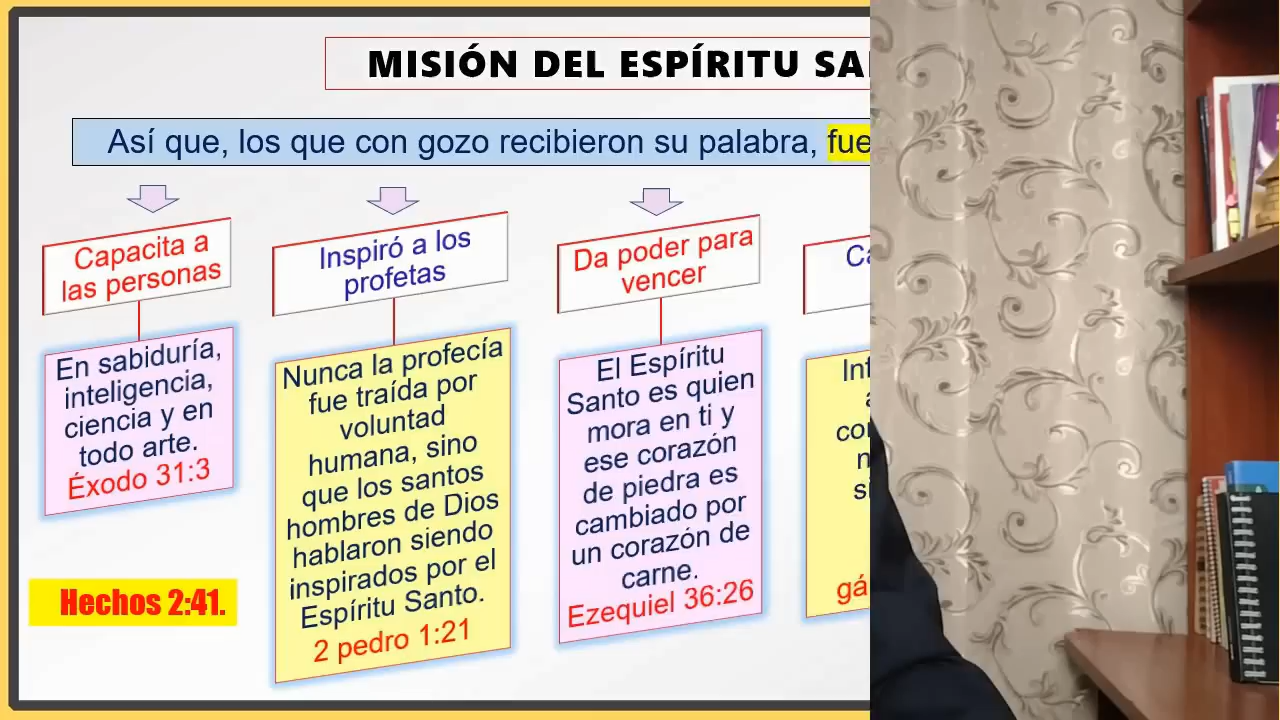 MISIÓN DEL ESPÍRITU
Así que, los que con gozo recibieron su palabra,
Capacita a
las personas
En sabiduría,
inteligencia,
ciencia y en
todo arte.
Éxodo 31:3
Inspiró a los
profetas
Nunca la profecía
fue traída por
voluntad
humana, sino
que los santos
hombres de Dios
hablaron siendo
inspirados por el
Espíritu Santo.
2 pedro 1:21
Da poder para
vencer
El Espíritu
Santo es quien
mora en ti y
ese corazón
de piedra es
cambiado por
un corazón de
carne.
Ezequiel 36:26
Hechos 2:41.